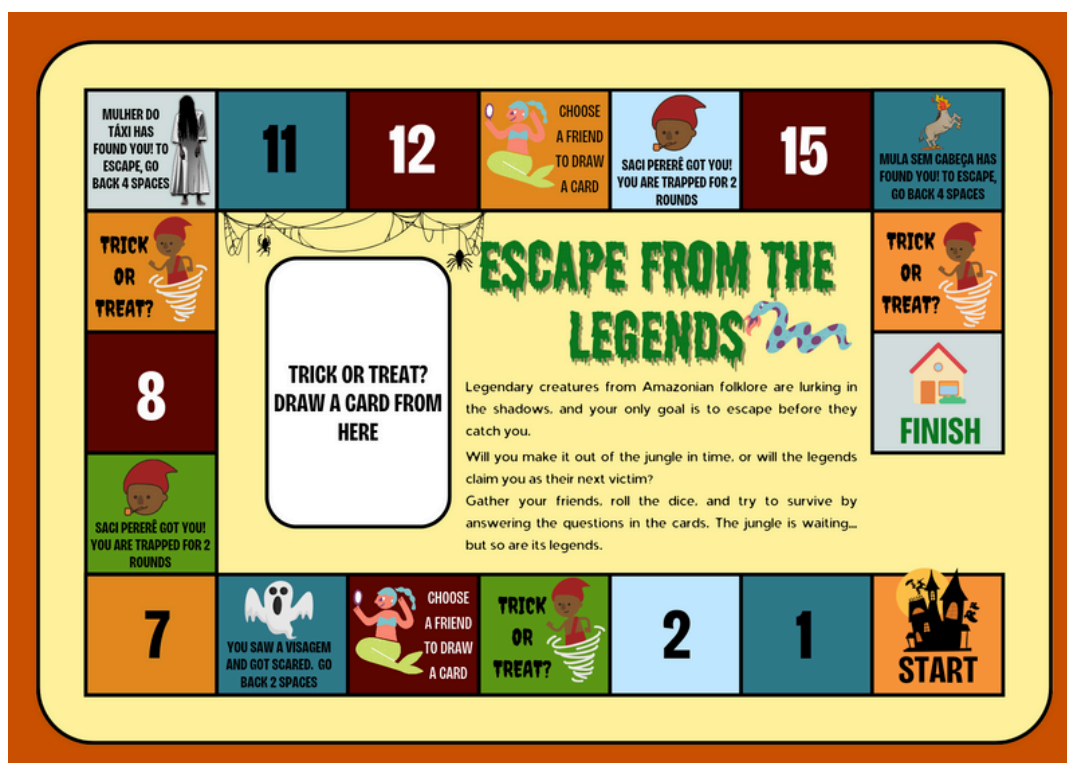 MULHER DO
TÁXI HAS
FOUND YOU! TO
ESCAPE, GO
BACK 4 SPACES
11
12
CHOOSE
A FRIEND
TO DRAW
A CARD
SACI PERERÊ GOT YOU!
YOU ARE TRAPPED FOR 2
ROUNDS
15
MULA SEM CABEÇA HAS
FOUND YOU! TO ESCAPE,
GO BACK 4 SPACES
TRICK
OR
TREAT?
ESCAPE FROM THE
LEGENDS
TRICK
OR
TREAT?
8
TRICK OR TREAT?
DRAW A CARD FROM
HERE
Legendary creatures from Amazonian folklore are lurking in
the shadows, and your only goal is to escape before they
catch you.
Will you make it out of the jungle in time, or will the legends
claim you as their next victim?
Gather your friends, roll the dice, and try to survive by
answering the questions in the cards. The jungle is waiting...
but so are its legends.
FINISH
SACI PERERÊ GOT YOU!
YOU ARE TRAPPED FOR 2
ROUNDS
7
YOU SAW A VISAGEM
AND GOT SCARED. GO
BACK 2 SPACES
CHOOSE
A FRIEND
TO DRAW
A CARD
TRICK
OR
TREAT?
2
1
START